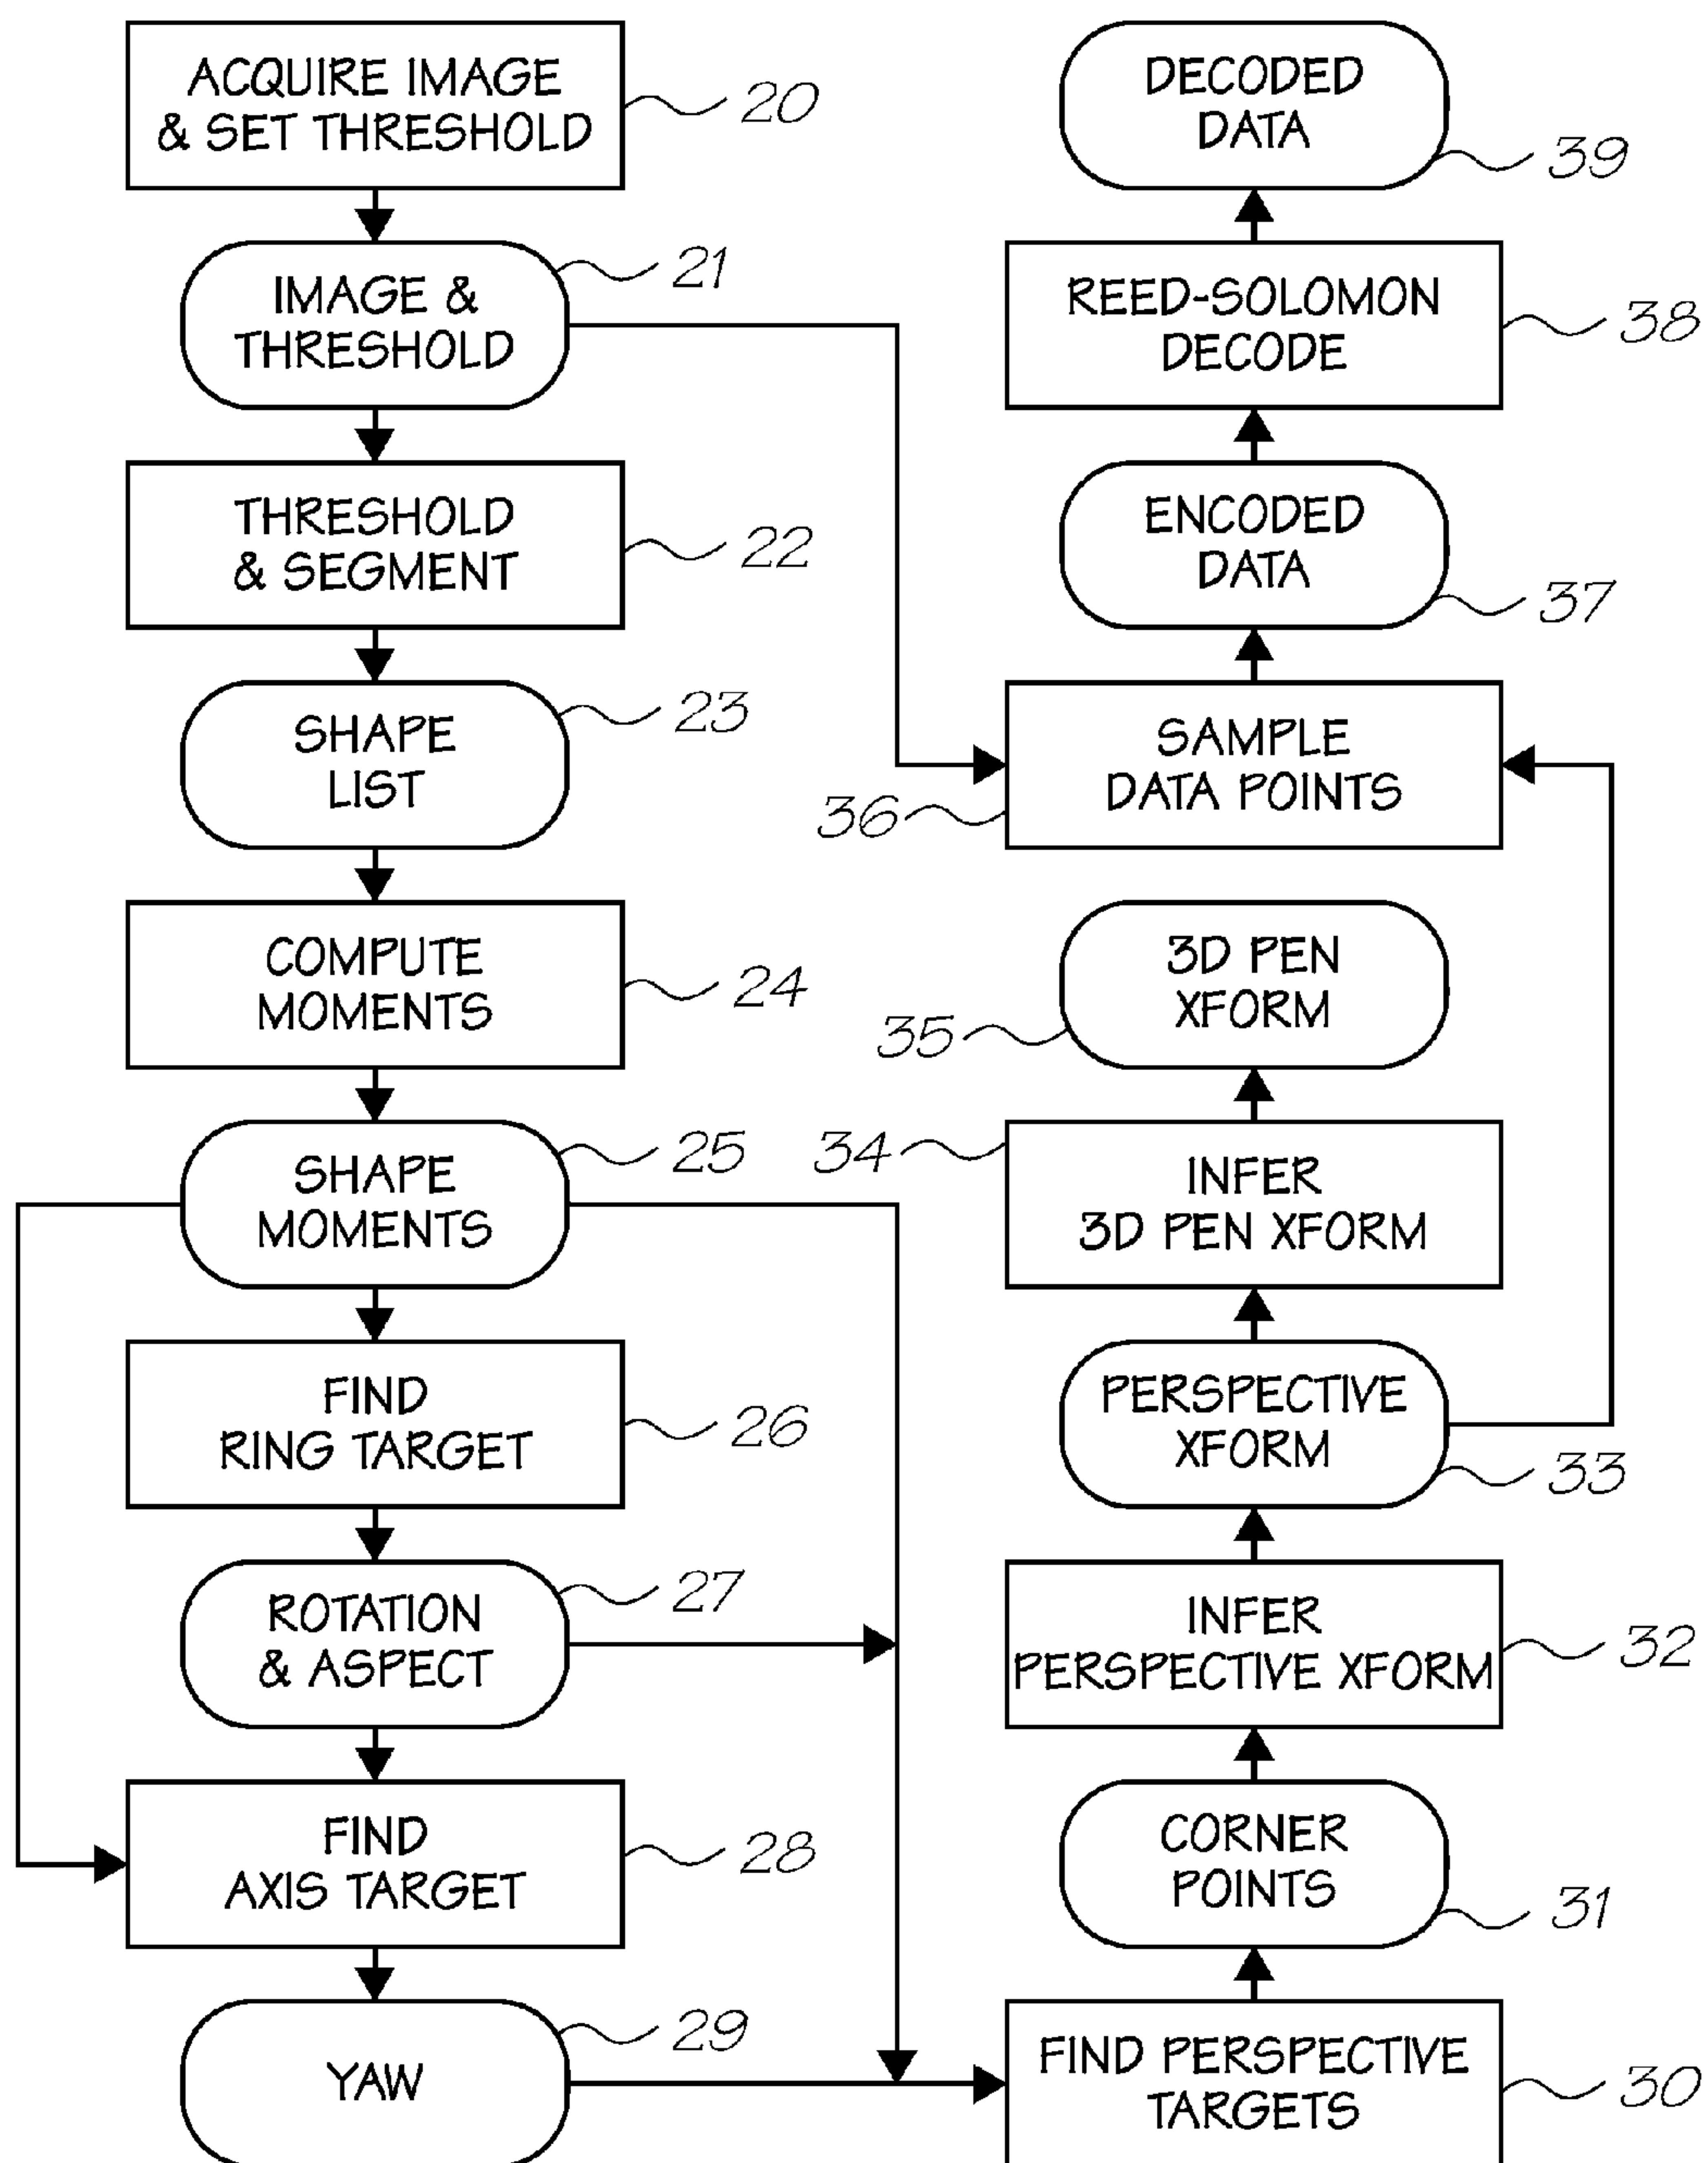 ACQUIRE IMAGE
& SET THRESHOLD
20
IMAGE &
THRESHOLD
21
THRESHOLD
& SEGMENT
22
SHAPE
LIST
23
COMPUTE
MOMENTS
24
SHAPE
MOMENTS
25
FIND
RING TARGET
26
ROTATION
& ASPECT
27
FIND
AXIS TARGET
28
YAW
29
DECODED
DATA
39
REED-SOLOMON
DECODE
38
ENCODED
DATA
37
SAMPLE
DATA POINTS
36
3D PEN
XFORM
35
INFER
3D PEN XFORM
34
PERSPECTIVE
XFORM
33
INFER
PERSPECTIVE XFORM
32
CORNER
POINTS
31
FIND PERSPECTIVE
TARGETS
30